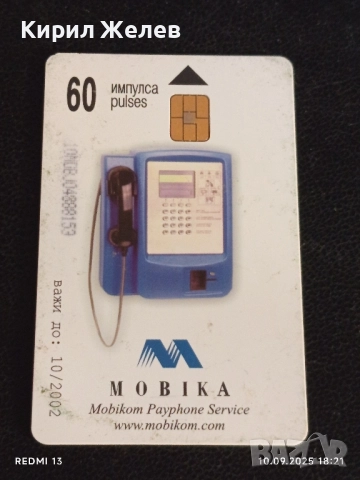 Кирил Желев
60 импулса
pulses
важи до: 10/2002
MOBIKA
Mobikom Payphone Service
www.mobikom.com
БАЗАР
REDMI 13
10.09.2025 18:21